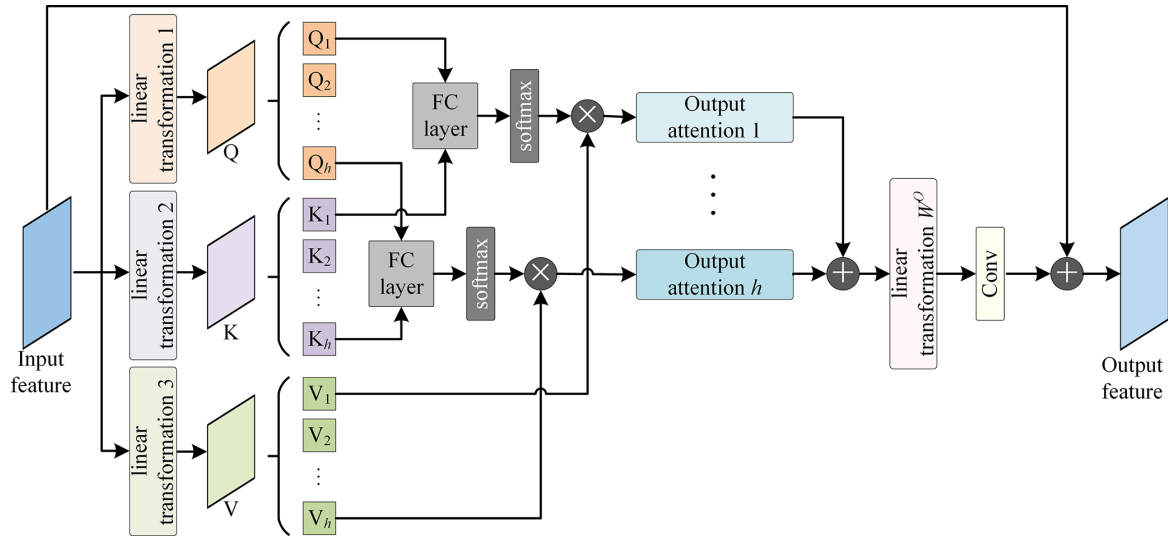 Input
feature
linear
transformation 1
linear
transformation 2
linear
transformation 3
Q
K
V
Q₁
Q₂
⋮
Qₕ
K₁
K₂
⋮
Kₕ
V₁
V₂
⋮
Vₕ
FC
layer
FC
layer
softmax
softmax
×
×
Output
attention 1
⋮
Output
attention h
+
linear
transformation Wᴼ
Conv
+
Output
feature